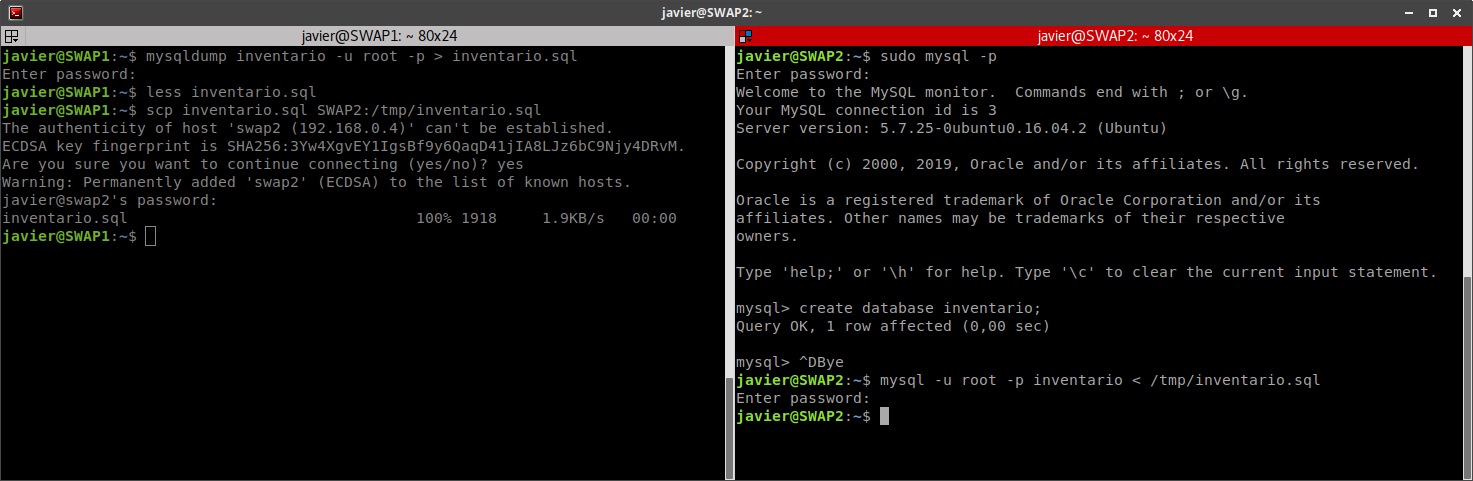 javier@SWAP2: ~
javier@SWAP1: ~ 80x24
javier@SWAP1:~$ mysqldump inventario -u root -p > inventario.sql
Enter password:
javier@SWAP1:~$ less inventario.sql
javier@SWAP1:~$ scp inventario.sql SWAP2:/tmp/inventario.sql
The authenticity of host 'swap2 (192.168.0.4)' can't be established.
ECDSA key fingerprint is SHA256:3Yw4XgvEY1IgsBf9y6QaqD41jIA8LJz6bC9Njy4DRvM.
Are you sure you want to continue connecting (yes/no)? yes
Warning: Permanently added 'swap2' (ECDSA) to the list of known hosts.
javier@swap2's password:
inventario.sql 100% 1918 1.9KB/s 00:00
javier@SWAP1:~$
javier@SWAP2: ~ 80x24
javier@SWAP2:~$ sudo mysql -p
Enter password:
Welcome to the MySQL monitor.  Commands end with ; or \g.
Your MySQL connection id is 3
Server version: 5.7.25-0ubuntu0.16.04.2 (Ubuntu)
Copyright (c) 2000, 2019, Oracle and/or its affiliates. All rights reserved.
Oracle is a registered trademark of Oracle Corporation and/or its
affiliates. Other names may be trademarks of their respective
owners.
Type 'help;' or '\h' for help. Type '\c' to clear the current input statement.
mysql> create database inventario;
Query OK, 1 row affected (0,00 sec)
mysql> ^DBye
javier@SWAP2:~$ mysql -u root -p inventario < /tmp/inventario.sql
Enter password:
javier@SWAP2:~$